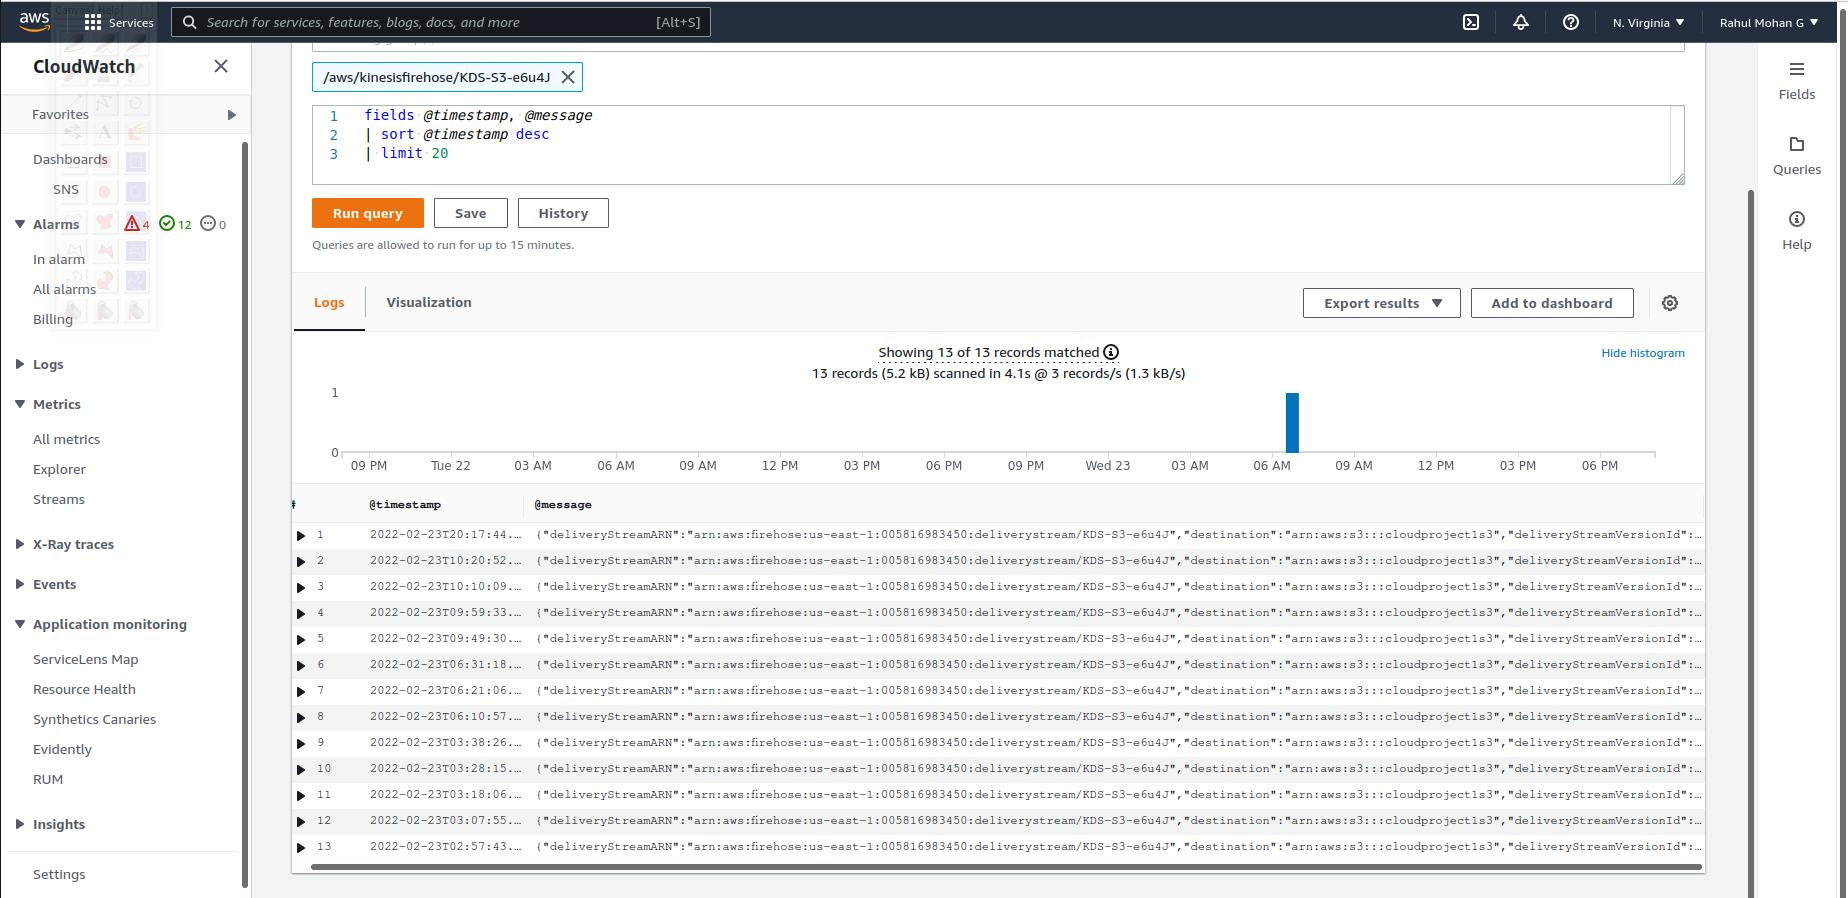 aws
Services
Search for services, features, blogs, docs, and more
[Alt+S]
N. Virginia
Rahul Mohan G
CloudWatch
Favorites
Dashboards
SNS
Alarms
4
12
0
In alarm
All alarms
Billing
Logs
Metrics
All metrics
Explorer
Streams
X-Ray traces
Events
Application monitoring
ServiceLens Map
Resource Health
Synthetics Canaries
Evidently
RUM
Insights
Settings
/aws/kinesisfirehose/KDS-S3-e6u4J
1 fields @timestamp, @message
2 | sort @timestamp desc
3 | limit 20
Run query
Save
History
Queries are allowed to run for up to 15 minutes.
Logs
Visualization
Export results
Add to dashboard
Showing 13 of 13 records matched
13 records (5.2 kB) scanned in 4.1s @ 3 records/s (1.3 kB/s)
Hide histogram
1
0
09 PM Tue 22 03 AM 06 AM 09 AM 12 PM 03 PM 06 PM 09 PM Wed 23 03 AM 06 AM 09 AM 12 PM 03 PM 06 PM
# @timestamp @message
1 2022-02-23T20:17:44.… {"deliveryStreamARN":"arn:aws:firehose:us-east-1:005816983450:deliverystream/KDS-S3-e6u4J","destination":"arn:aws:s3:::cloudproject1s3","deliveryStreamVersionId":…
2 2022-02-23T10:20:52.… {"deliveryStreamARN":"arn:aws:firehose:us-east-1:005816983450:deliverystream/KDS-S3-e6u4J","destination":"arn:aws:s3:::cloudproject1s3","deliveryStreamVersionId":…
3 2022-02-23T10:10:09.… {"deliveryStreamARN":"arn:aws:firehose:us-east-1:005816983450:deliverystream/KDS-S3-e6u4J","destination":"arn:aws:s3:::cloudproject1s3","deliveryStreamVersionId":…
4 2022-02-23T09:59:33.… {"deliveryStreamARN":"arn:aws:firehose:us-east-1:005816983450:deliverystream/KDS-S3-e6u4J","destination":"arn:aws:s3:::cloudproject1s3","deliveryStreamVersionId":…
5 2022-02-23T09:49:30.… {"deliveryStreamARN":"arn:aws:firehose:us-east-1:005816983450:deliverystream/KDS-S3-e6u4J","destination":"arn:aws:s3:::cloudproject1s3","deliveryStreamVersionId":…
6 2022-02-23T06:31:18.… {"deliveryStreamARN":"arn:aws:firehose:us-east-1:005816983450:deliverystream/KDS-S3-e6u4J","destination":"arn:aws:s3:::cloudproject1s3","deliveryStreamVersionId":…
7 2022-02-23T06:21:06.… {"deliveryStreamARN":"arn:aws:firehose:us-east-1:005816983450:deliverystream/KDS-S3-e6u4J","destination":"arn:aws:s3:::cloudproject1s3","deliveryStreamVersionId":…
8 2022-02-23T06:10:57.… {"deliveryStreamARN":"arn:aws:firehose:us-east-1:005816983450:deliverystream/KDS-S3-e6u4J","destination":"arn:aws:s3:::cloudproject1s3","deliveryStreamVersionId":…
9 2022-02-23T03:38:26.… {"deliveryStreamARN":"arn:aws:firehose:us-east-1:005816983450:deliverystream/KDS-S3-e6u4J","destination":"arn:aws:s3:::cloudproject1s3","deliveryStreamVersionId":…
10 2022-02-23T03:28:15.… {"deliveryStreamARN":"arn:aws:firehose:us-east-1:005816983450:deliverystream/KDS-S3-e6u4J","destination":"arn:aws:s3:::cloudproject1s3","deliveryStreamVersionId":…
11 2022-02-23T03:18:06.… {"deliveryStreamARN":"arn:aws:firehose:us-east-1:005816983450:deliverystream/KDS-S3-e6u4J","destination":"arn:aws:s3:::cloudproject1s3","deliveryStreamVersionId":…
12 2022-02-23T03:07:55.… {"deliveryStreamARN":"arn:aws:firehose:us-east-1:005816983450:deliverystream/KDS-S3-e6u4J","destination":"arn:aws:s3:::cloudproject1s3","deliveryStreamVersionId":…
13 2022-02-23T02:57:43.… {"deliveryStreamARN":"arn:aws:firehose:us-east-1:005816983450:deliverystream/KDS-S3-e6u4J","destination":"arn:aws:s3:::cloudproject1s3","deliveryStreamVersionId":…
Fields
Queries
Help